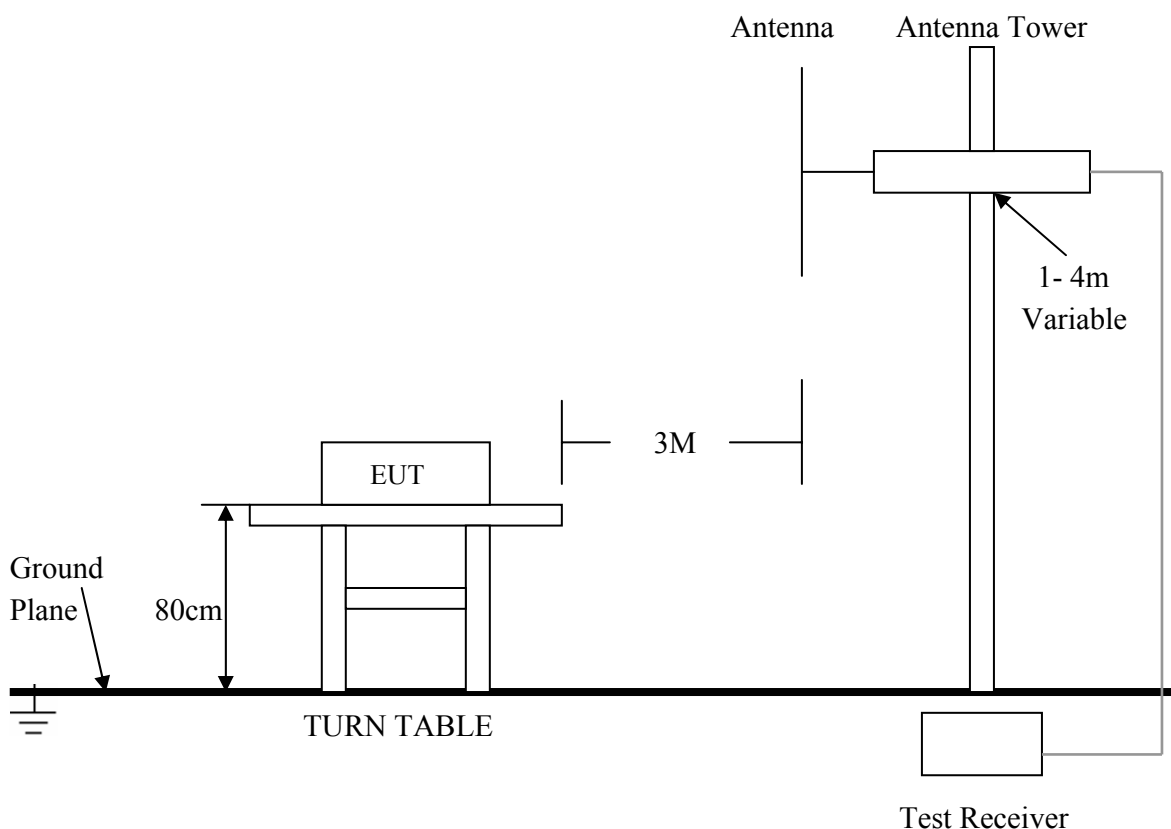 Antenna
Antenna Tower
1- 4m
Variable
3M
EUT
Ground
Plane
80cm
TURN TABLE
Test Receiver